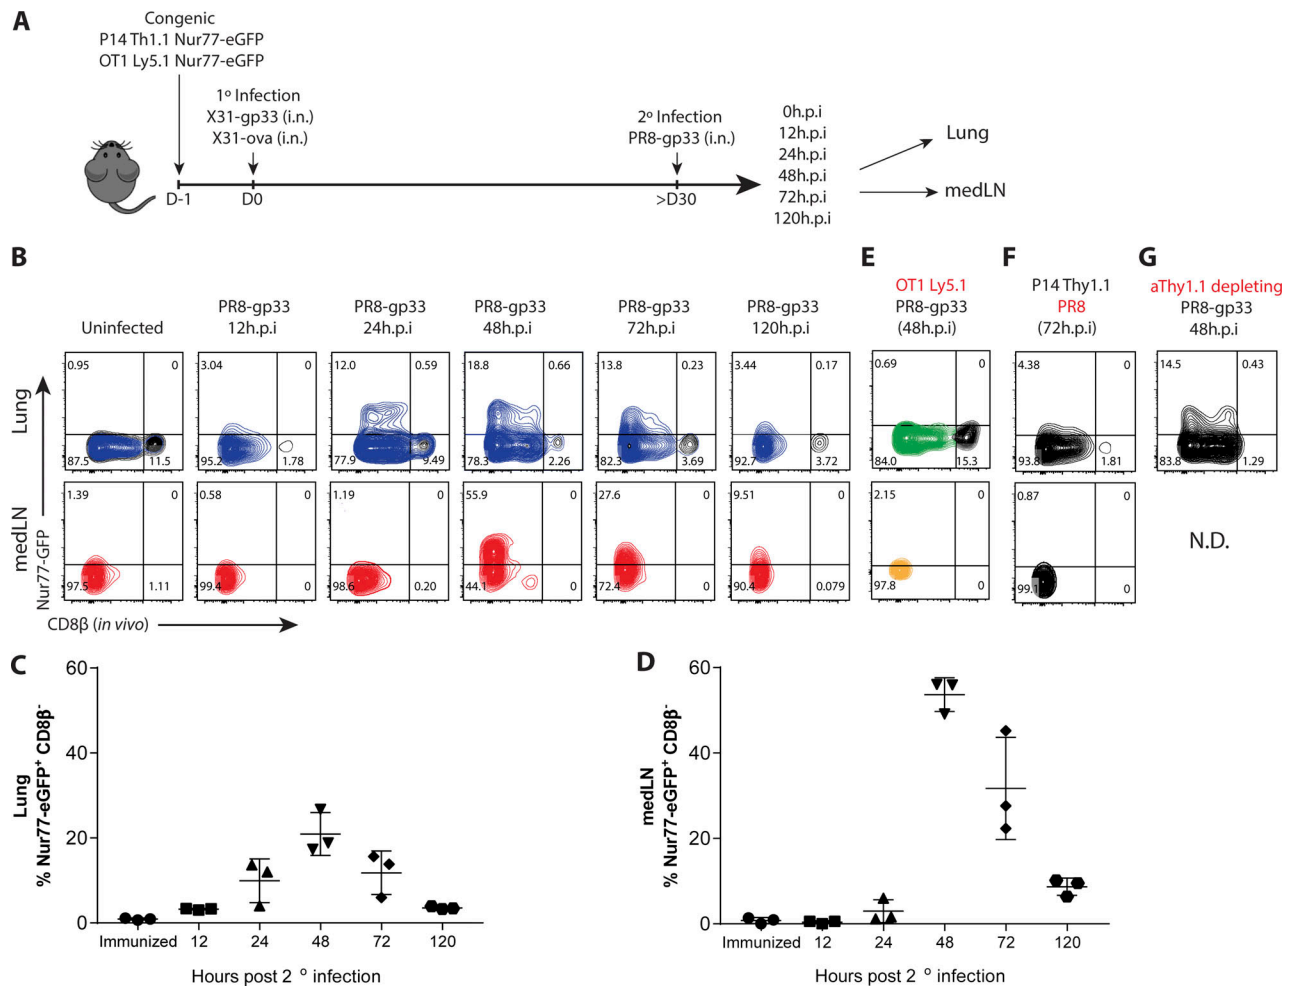 A
Congenic
P14 Th1.1 Nur77-eGFP
OT1 Ly5.1 Nur77-eGFP
1º Infection
X31-gp33 (i.n.)
X31-ova (i.n.)
2º Infection
PR8-gp33 (i.n.)
0h.p.i
12h.p.i
24h.p.i
48h.p.i
72h.p.i
120h.p.i
Lung
medLN
D-1
D0
>D30
B
Uninfected
PR8-gp33
12h.p.i
PR8-gp33
24h.p.i
PR8-gp33
48h.p.i
PR8-gp33
72h.p.i
PR8-gp33
120h.p.i
E
OT1 Ly5.1
PR8-gp33
(48h.p.i)
F
P14 Thy1.1
PR8
(72h.p.i)
G
aThy1.1 depleting
PR8-gp33
48h.p.i
Lung
0.95 0
87.5 11.5
3.04 0
95.2 1.78
12.0 0.59
77.9 9.49
18.8 0.66
78.3 2.26
13.8 0.23
82.3 3.69
3.44 0.17
92.7 3.72
0.69 0
84.0 15.3
4.38 0
93.8 1.81
14.5 0.43
83.8 1.29
medLN
Nur77-GFP
1.39 0
97.5 1.11
0.58 0
99.4 0
1.19 0
98.6 0.20
55.9 0
44.1 0
27.6 0
72.4 0
9.51 0
90.4 0.079
2.15 0
97.8 0
0.87 0
99.1 0
N.D.
CD8β (in vivo)
C
Lung
% Nur77-eGFP⁺ CD8β⁻
60
40
20
0
Immunized 12 24 48 72 120
Hours post 2 º infection
D
medLN
% Nur77-eGFP⁺ CD8β⁻
60
40
20
0
Immunized 12 24 48 72 120
Hours post 2 º infection